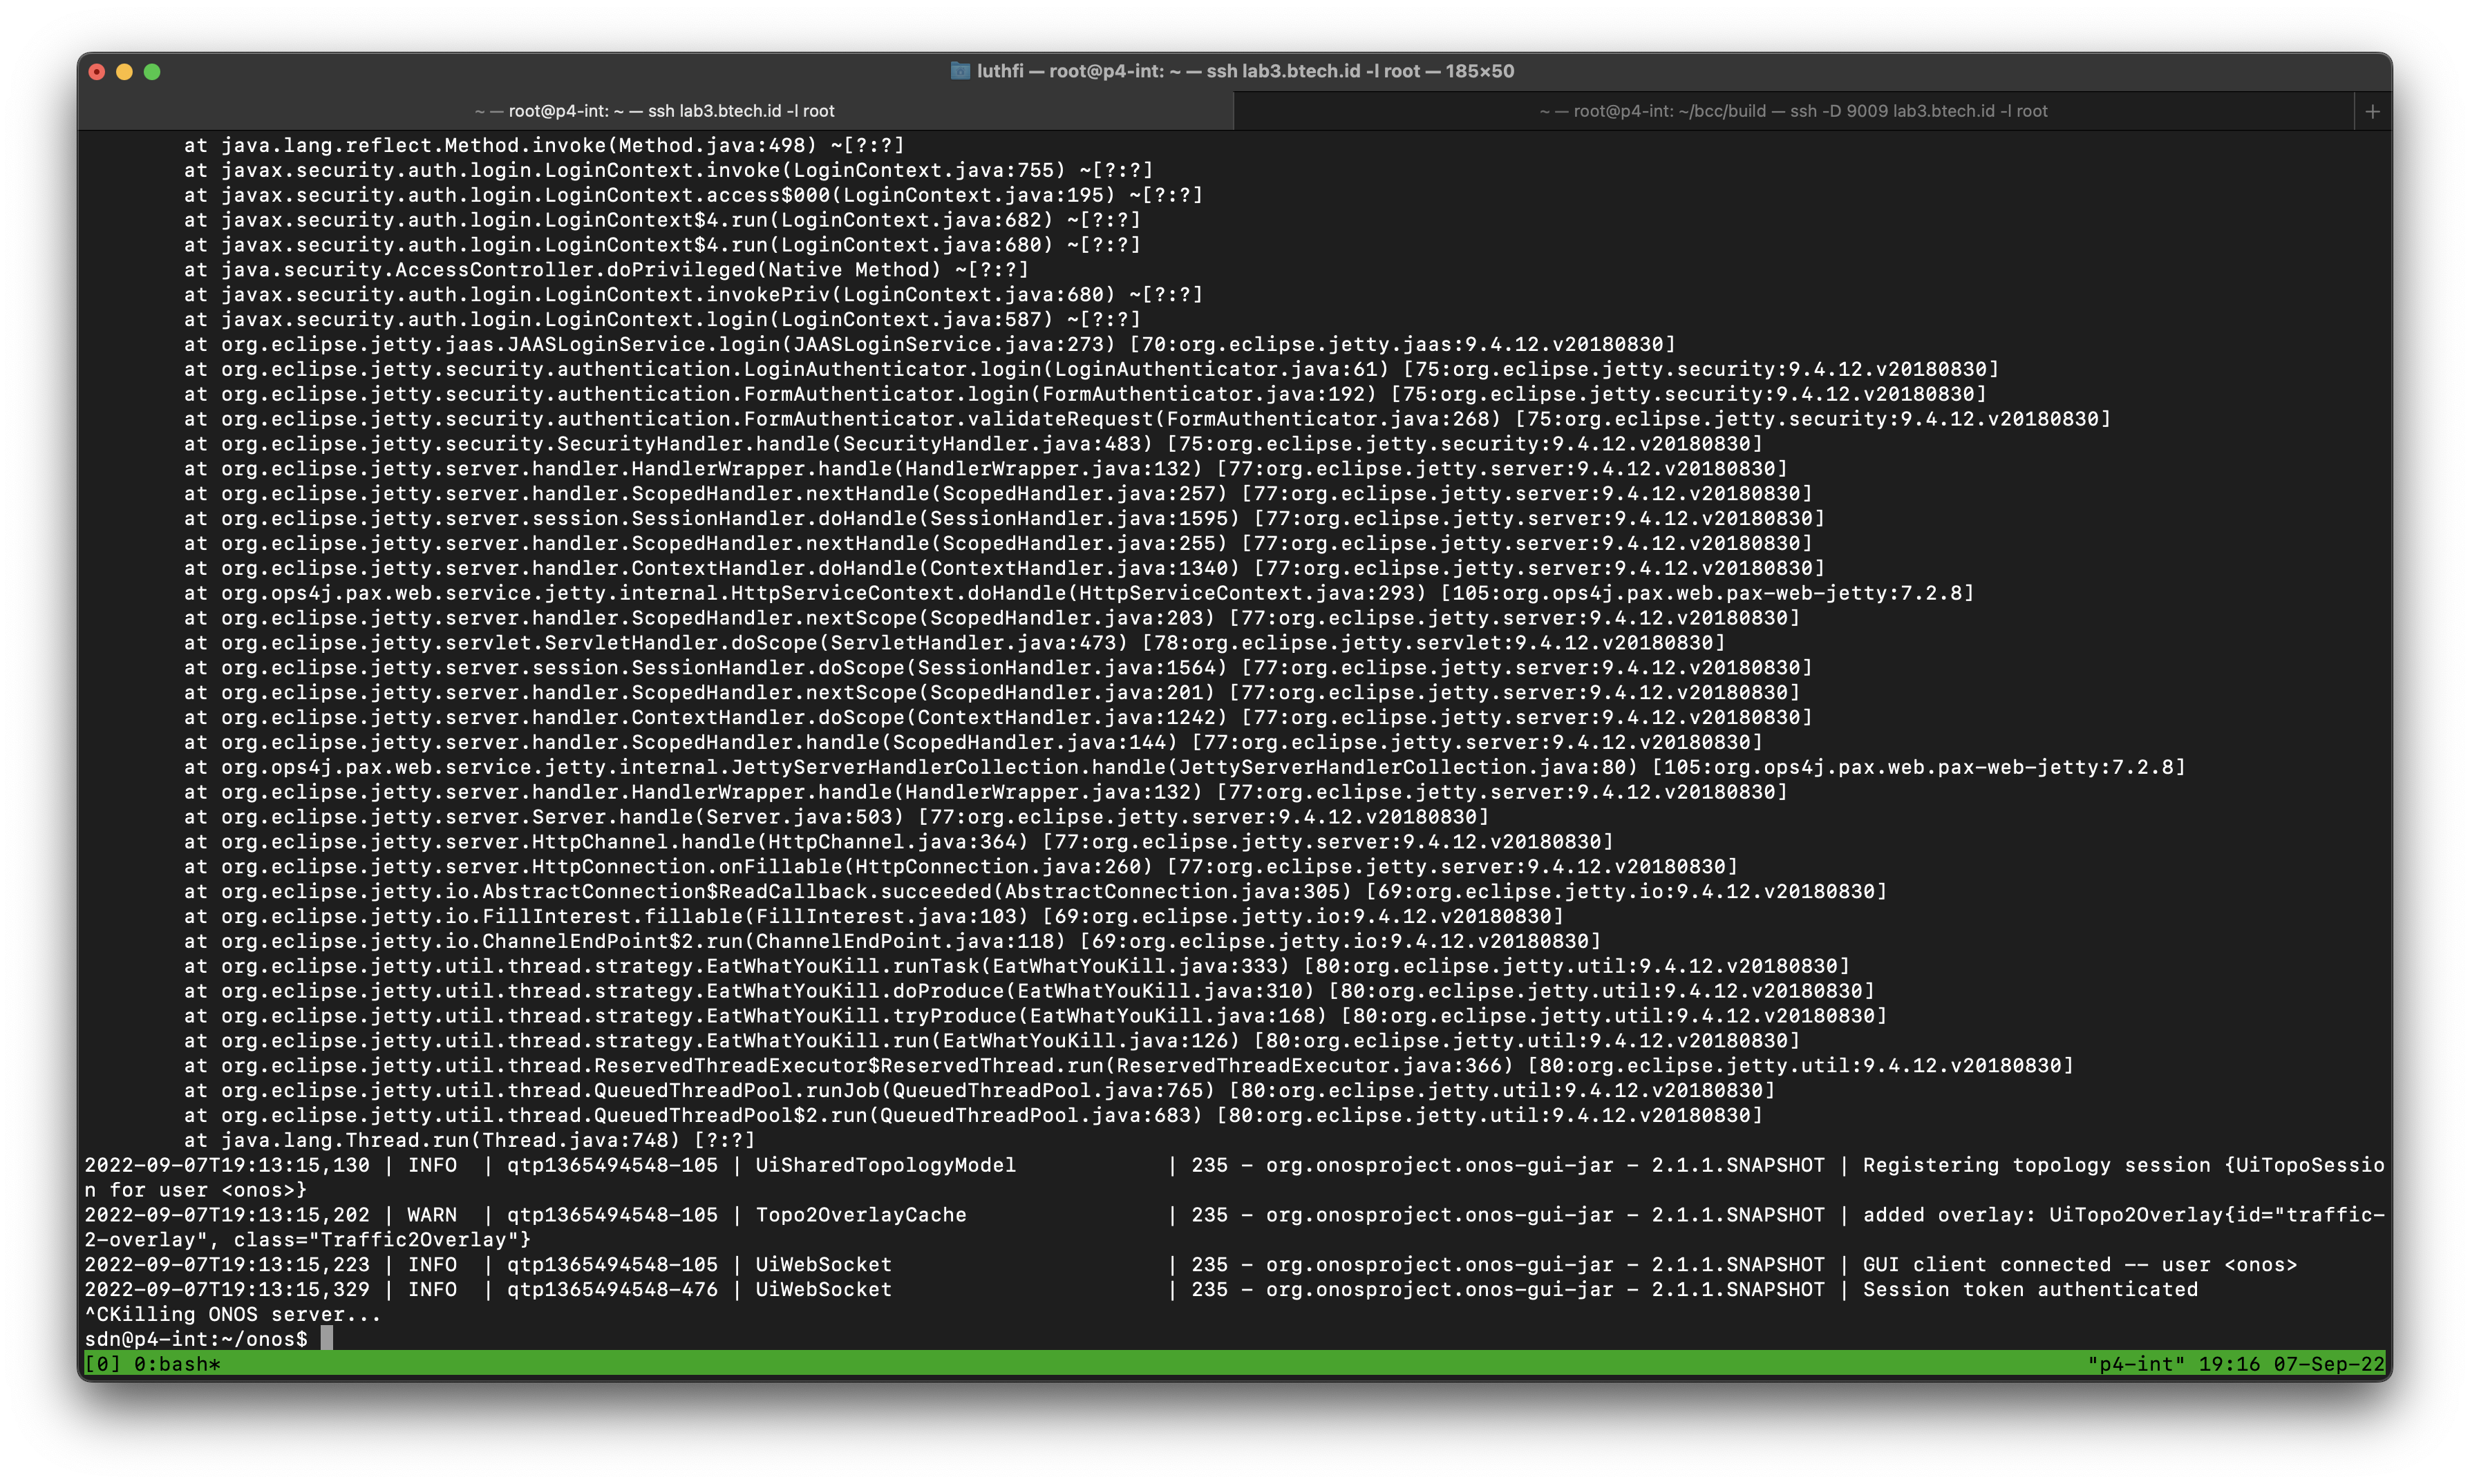 luthfi — root@p4-int: ~ — ssh lab3.btech.id -l root — 185×50
~ — root@p4-int: ~ — ssh lab3.btech.id -l root
~ — root@p4-int: ~/bcc/build — ssh -D 9009 lab3.btech.id -l root
+
at java.lang.reflect.Method.invoke(Method.java:498) ~[?:?]
at javax.security.auth.login.LoginContext.invoke(LoginContext.java:755) ~[?:?]
at javax.security.auth.login.LoginContext.access$000(LoginContext.java:195) ~[?:?]
at javax.security.auth.login.LoginContext$4.run(LoginContext.java:682) ~[?:?]
at javax.security.auth.login.LoginContext$4.run(LoginContext.java:680) ~[?:?]
at java.security.AccessController.doPrivileged(Native Method) ~[?:?]
at javax.security.auth.login.LoginContext.invokePriv(LoginContext.java:680) ~[?:?]
at javax.security.auth.login.LoginContext.login(LoginContext.java:587) ~[?:?]
at org.eclipse.jetty.jaas.JAASLoginService.login(JAASLoginService.java:273) [70:org.eclipse.jetty.jaas:9.4.12.v20180830]
at org.eclipse.jetty.security.authentication.LoginAuthenticator.login(LoginAuthenticator.java:61) [75:org.eclipse.jetty.security:9.4.12.v20180830]
at org.eclipse.jetty.security.authentication.FormAuthenticator.login(FormAuthenticator.java:192) [75:org.eclipse.jetty.security:9.4.12.v20180830]
at org.eclipse.jetty.security.authentication.FormAuthenticator.validateRequest(FormAuthenticator.java:268) [75:org.eclipse.jetty.security:9.4.12.v20180830]
at org.eclipse.jetty.security.SecurityHandler.handle(SecurityHandler.java:483) [75:org.eclipse.jetty.security:9.4.12.v20180830]
at org.eclipse.jetty.server.handler.HandlerWrapper.handle(HandlerWrapper.java:132) [77:org.eclipse.jetty.server:9.4.12.v20180830]
at org.eclipse.jetty.server.handler.ScopedHandler.nextHandle(ScopedHandler.java:257) [77:org.eclipse.jetty.server:9.4.12.v20180830]
at org.eclipse.jetty.server.session.SessionHandler.doHandle(SessionHandler.java:1595) [77:org.eclipse.jetty.server:9.4.12.v20180830]
at org.eclipse.jetty.server.handler.ScopedHandler.nextHandle(ScopedHandler.java:255) [77:org.eclipse.jetty.server:9.4.12.v20180830]
at org.eclipse.jetty.server.handler.ContextHandler.doHandle(ContextHandler.java:1340) [77:org.eclipse.jetty.server:9.4.12.v20180830]
at org.ops4j.pax.web.service.jetty.internal.HttpServiceContext.doHandle(HttpServiceContext.java:293) [105:org.ops4j.pax.web.pax-web-jetty:7.2.8]
at org.eclipse.jetty.server.handler.ScopedHandler.nextScope(ScopedHandler.java:203) [77:org.eclipse.jetty.server:9.4.12.v20180830]
at org.eclipse.jetty.servlet.ServletHandler.doScope(ServletHandler.java:473) [78:org.eclipse.jetty.servlet:9.4.12.v20180830]
at org.eclipse.jetty.server.session.SessionHandler.doScope(SessionHandler.java:1564) [77:org.eclipse.jetty.server:9.4.12.v20180830]
at org.eclipse.jetty.server.handler.ScopedHandler.nextScope(ScopedHandler.java:201) [77:org.eclipse.jetty.server:9.4.12.v20180830]
at org.eclipse.jetty.server.handler.ContextHandler.doScope(ContextHandler.java:1242) [77:org.eclipse.jetty.server:9.4.12.v20180830]
at org.eclipse.jetty.server.handler.ScopedHandler.handle(ScopedHandler.java:144) [77:org.eclipse.jetty.server:9.4.12.v20180830]
at org.ops4j.pax.web.service.jetty.internal.JettyServerHandlerCollection.handle(JettyServerHandlerCollection.java:80) [105:org.ops4j.pax.web.pax-web-jetty:7.2.8]
at org.eclipse.jetty.server.handler.HandlerWrapper.handle(HandlerWrapper.java:132) [77:org.eclipse.jetty.server:9.4.12.v20180830]
at org.eclipse.jetty.server.Server.handle(Server.java:503) [77:org.eclipse.jetty.server:9.4.12.v20180830]
at org.eclipse.jetty.server.HttpChannel.handle(HttpChannel.java:364) [77:org.eclipse.jetty.server:9.4.12.v20180830]
at org.eclipse.jetty.server.HttpConnection.onFillable(HttpConnection.java:260) [77:org.eclipse.jetty.server:9.4.12.v20180830]
at org.eclipse.jetty.io.AbstractConnection$ReadCallback.succeeded(AbstractConnection.java:305) [69:org.eclipse.jetty.io:9.4.12.v20180830]
at org.eclipse.jetty.io.FillInterest.fillable(FillInterest.java:103) [69:org.eclipse.jetty.io:9.4.12.v20180830]
at org.eclipse.jetty.io.ChannelEndPoint$2.run(ChannelEndPoint.java:118) [69:org.eclipse.jetty.io:9.4.12.v20180830]
at org.eclipse.jetty.util.thread.strategy.EatWhatYouKill.runTask(EatWhatYouKill.java:333) [80:org.eclipse.jetty.util:9.4.12.v20180830]
at org.eclipse.jetty.util.thread.strategy.EatWhatYouKill.doProduce(EatWhatYouKill.java:310) [80:org.eclipse.jetty.util:9.4.12.v20180830]
at org.eclipse.jetty.util.thread.strategy.EatWhatYouKill.tryProduce(EatWhatYouKill.java:168) [80:org.eclipse.jetty.util:9.4.12.v20180830]
at org.eclipse.jetty.util.thread.strategy.EatWhatYouKill.run(EatWhatYouKill.java:126) [80:org.eclipse.jetty.util:9.4.12.v20180830]
at org.eclipse.jetty.util.thread.ReservedThreadExecutor$ReservedThread.run(ReservedThreadExecutor.java:366) [80:org.eclipse.jetty.util:9.4.12.v20180830]
at org.eclipse.jetty.util.thread.QueuedThreadPool.runJob(QueuedThreadPool.java:765) [80:org.eclipse.jetty.util:9.4.12.v20180830]
at org.eclipse.jetty.util.thread.QueuedThreadPool$2.run(QueuedThreadPool.java:683) [80:org.eclipse.jetty.util:9.4.12.v20180830]
at java.lang.Thread.run(Thread.java:748) [?:?]
2022-09-07T19:13:15,130 | INFO  | qtp1365494548-105 | UiSharedTopologyModel            | 235 - org.onosproject.onos-gui-jar - 2.1.1.SNAPSHOT | Registering topology session {UiTopoSessio
n for user <onos>}
2022-09-07T19:13:15,202 | WARN  | qtp1365494548-105 | Topo2OverlayCache                | 235 - org.onosproject.onos-gui-jar - 2.1.1.SNAPSHOT | added overlay: UiTopo2Overlay{id="traffic-
2-overlay", class="Traffic2Overlay"}
2022-09-07T19:13:15,223 | INFO  | qtp1365494548-105 | UiWebSocket                      | 235 - org.onosproject.onos-gui-jar - 2.1.1.SNAPSHOT | GUI client connected -- user <onos>
2022-09-07T19:13:15,329 | INFO  | qtp1365494548-476 | UiWebSocket                      | 235 - org.onosproject.onos-gui-jar - 2.1.1.SNAPSHOT | Session token authenticated
^CKilling ONOS server...
sdn@p4-int:~/onos$
[0] 0:bash* "p4-int" 19:16 07-Sep-22